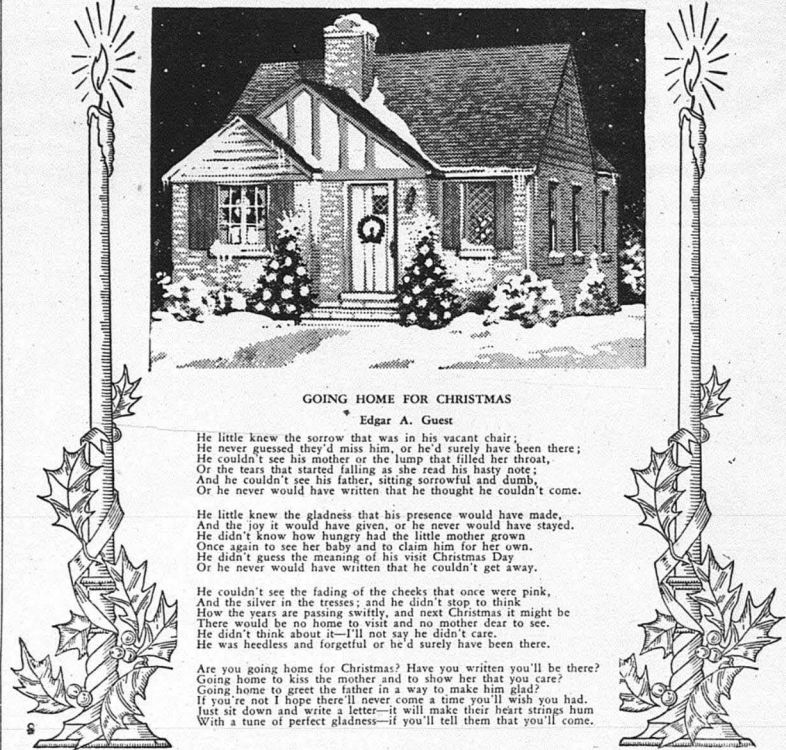 GOING HOME FOR CHRISTMAS
Edgar A. Guest
He little knew the sorrow that was in his vacant chair;
He never guessed they'd miss him, or he'd surely have been there;
He couldn't see his mother or the lump that filled her throat,
Or the tears that started falling as she read his hasty note;
And he couldn't see his father, sitting sorrowful and dumb,
Or he never would have written that he thought he couldn't come.
He little knew the gladness that his presence would have made,
And the joy it would have given, or he never would have stayed.
He didn't know how hungry had the little mother grown
Once again to see her baby and to claim him for her own.
He didn't guess the meaning of his visit Christmas Day
Or he never would have written that he couldn't get away.
He couldn't see the fading of the cheeks that once were pink,
And the silver in the tresses; and he didn't stop to think
How the years are passing swiftly, and next Christmas it might be
There would be no home to visit and no mother dear to see.
He didn't think about it—I'll not say he didn't care.
He was heedless and forgetful or he'd surely have been there.
Are you going home for Christmas? Have you written you'll be there?
Going home to kiss the mother and to show her that you care?
Going home to greet the father in a way to make him glad?
If you're not I hope there'll never come a time you'll wish you had.
Just sit down and write a letter—it will make their heart strings hum
With a tune of perfect gladness—if you'll tell them that you'll come.